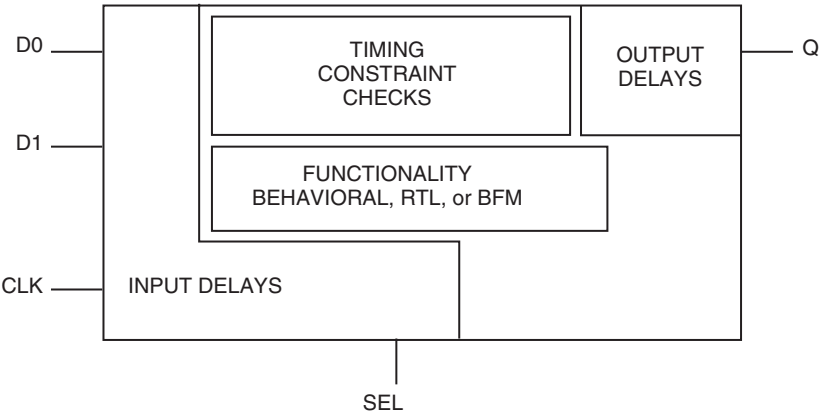 D0
TIMING
CONSTRAINT
CHECKS
OUTPUT
DELAYS
Q
D1
FUNCTIONALITY
BEHAVIORAL, RTL, or BFM
CLK
INPUT DELAYS
SEL